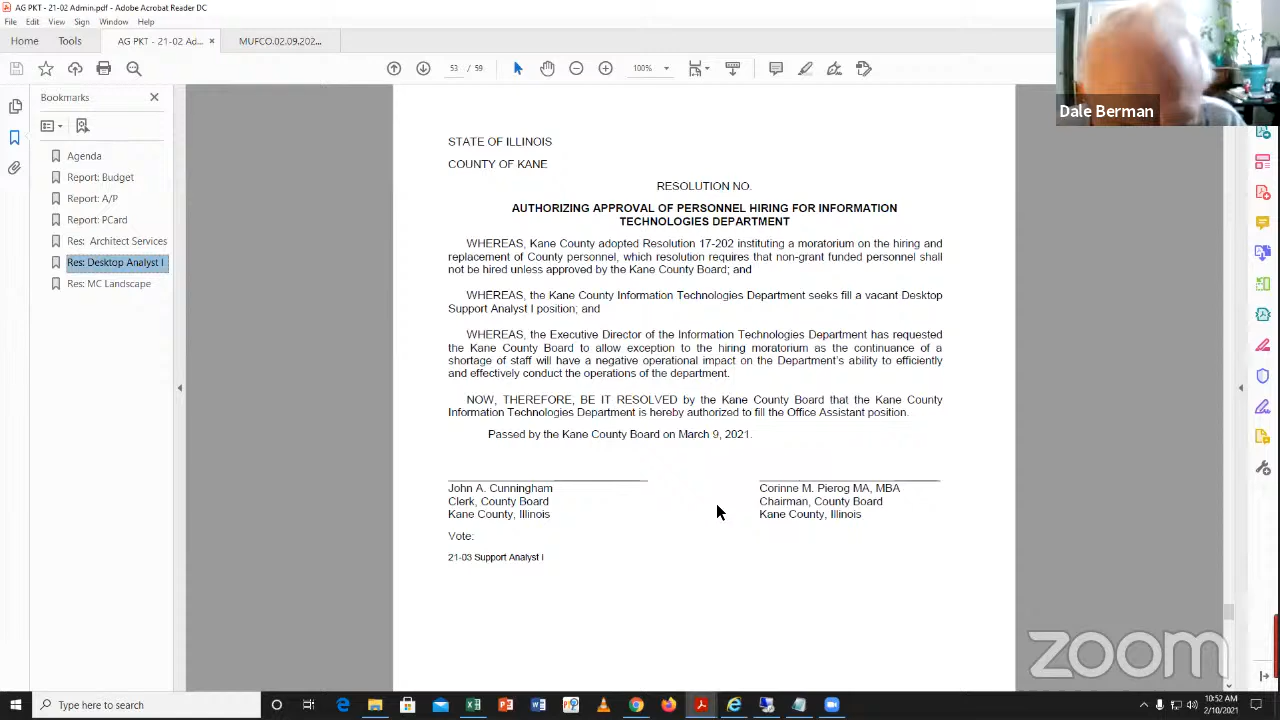 AG PKT - 21-02 Admin.pdf - Adobe Acrobat Reader DC
File Edit View Sign Window Help
Home Tools AG PKT - 21-02 Ad... × MUFCO.02.09.202...
53 / 59 100%
Bookmarks
Agenda
Report: Budget
Report: A/P
Report: PCard
Res: Architect Services
Res: Desktop Analyst I
Res: MC Landscape
STATE OF ILLINOIS
COUNTY OF KANE
RESOLUTION NO.
AUTHORIZING APPROVAL OF PERSONNEL HIRING FOR INFORMATION
TECHNOLOGIES DEPARTMENT
WHEREAS, Kane County adopted Resolution 17-202 instituting a moratorium on the hiring and
replacement of County personnel, which resolution requires that non-grant funded personnel shall
not be hired unless approved by the Kane County Board; and
WHEREAS, the Kane County Information Technologies Department seeks fill a vacant Desktop
Support Analyst I position; and
WHEREAS, the Executive Director of the Information Technologies Department has requested
the Kane County Board to allow exception to the hiring moratorium as the continuance of a
shortage of staff will have a negative operational impact on the Department's ability to efficiently
and effectively conduct the operations of the department.
NOW, THEREFORE, BE IT RESOLVED by the Kane County Board that the Kane County
Information Technologies Department is hereby authorized to fill the Office Assistant position.
Passed by the Kane County Board on March 9, 2021.
John A. Cunningham
Clerk, County Board
Kane County, Illinois
Corinne M. Pierog MA, MBA
Chairman, County Board
Kane County, Illinois
Vote:
21-03 Support Analyst I
Dale Berman
zoom
Type here to search
10:52 AM
2/10/2021